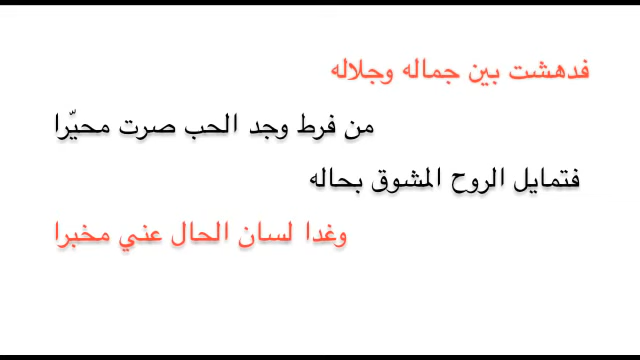 فدهشت بين جماله وجلاله
من فرط وجد الحب صرت محيّرا
فتمايل الروح المشوق بحاله
وغدا لسان الحال عني مخبرا